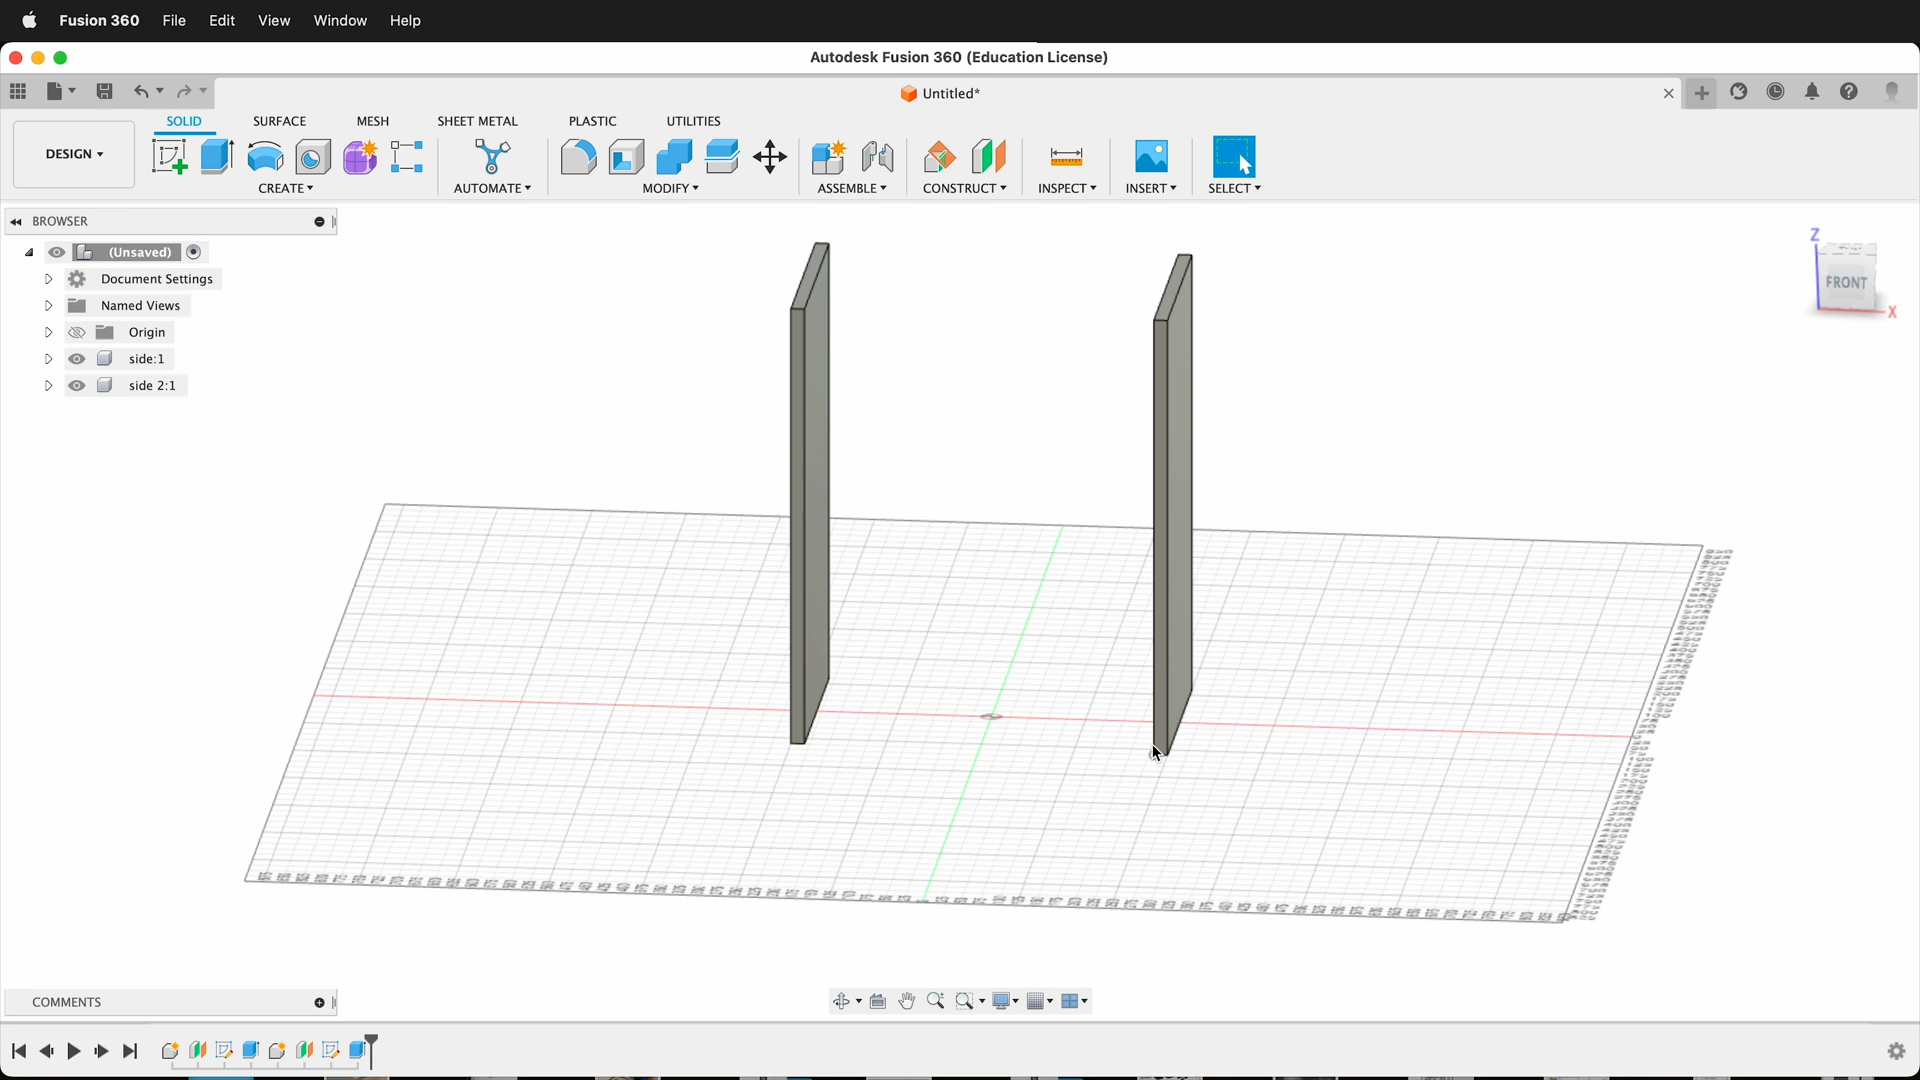 Fusion 360 File Edit View Window Help
Autodesk Fusion 360 (Education License)
Untitled*
SOLID SURFACE MESH SHEET METAL PLASTIC UTILITIES
DESIGN
CREATE AUTOMATE MODIFY ASSEMBLE CONSTRUCT INSPECT INSERT SELECT
BROWSER
(Unsaved)
Document Settings
Named Views
Origin
side:1
side 2:1
Z
FRONT
X
COMMENTS